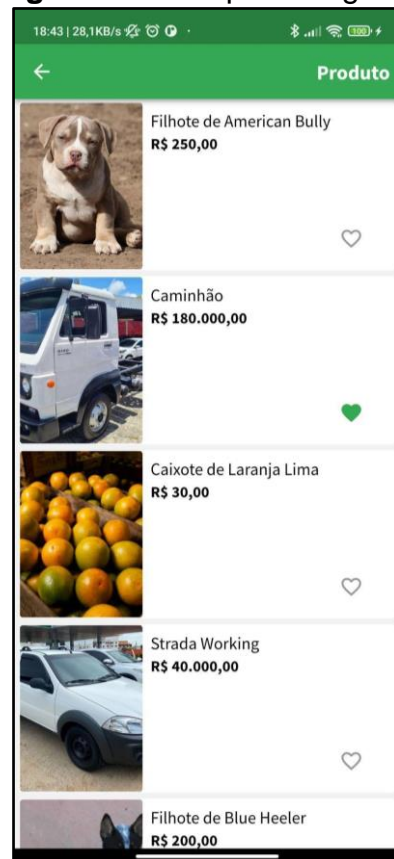 18:43 | 28,1KB/s
100
Produto
Filhote de American Bully
R$ 250,00
Caminhão
R$ 180.000,00
Caixote de Laranja Lima
R$ 30,00
Strada Working
R$ 40.000,00
Filhote de Blue Heeler
R$ 200,00